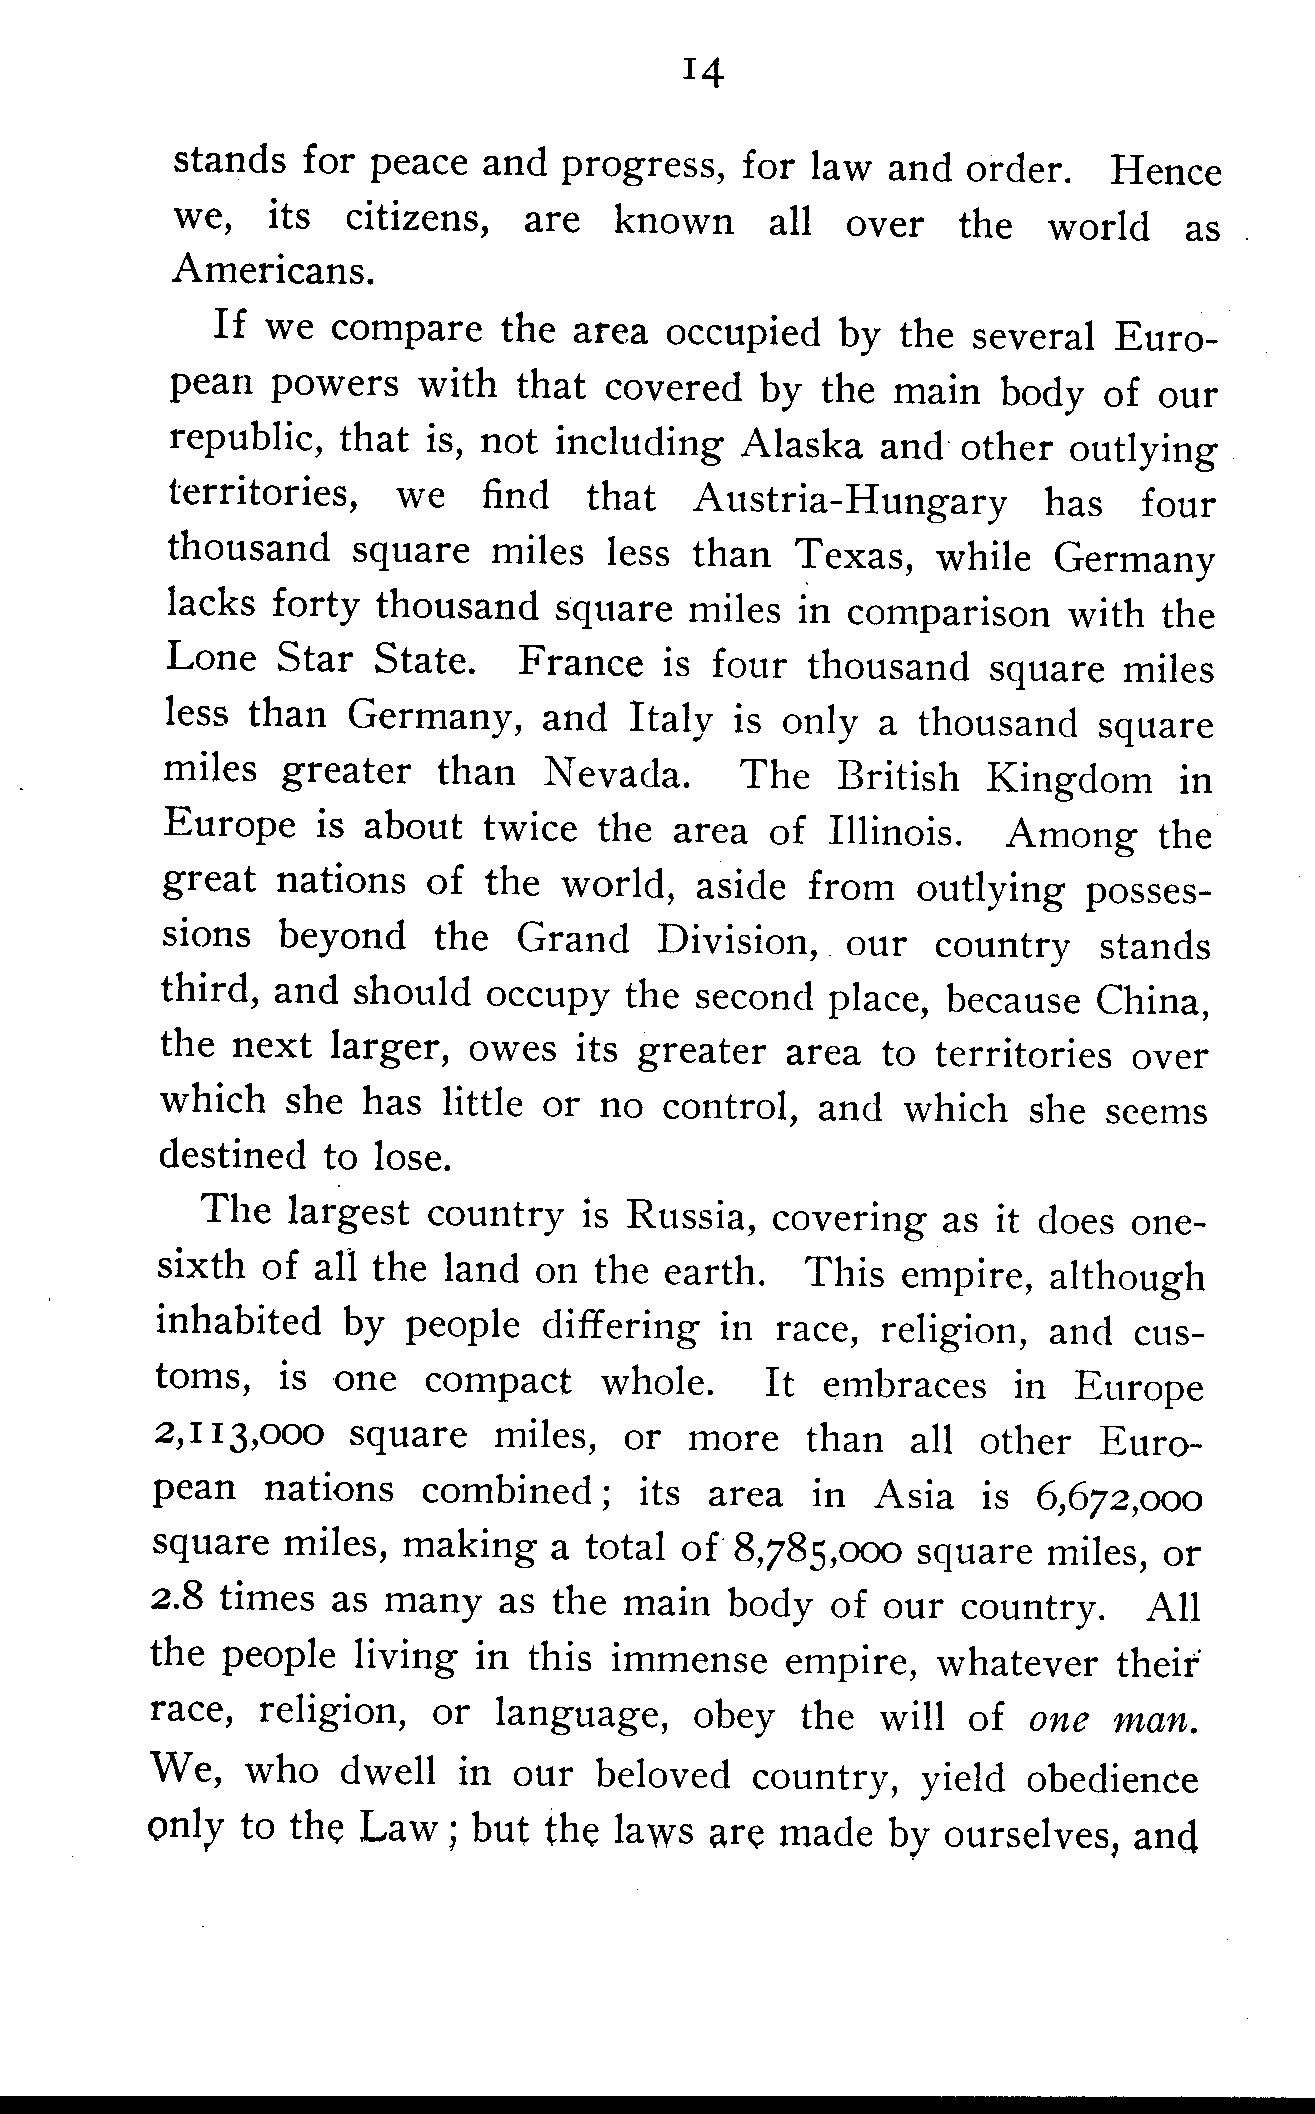 14
stands for peace and progress, for law and order. Hence
we, its citizens, are known all over the world as
Americans.
If we compare the area occupied by the several Euro-
pean powers with that covered by the main body of our
republic, that is, not including Alaska and other outlying
territories, we find that Austria-Hungary has four
thousand square miles less than Texas, while Germany
lacks forty thousand square miles in comparison with the
Lone Star State. France is four thousand square miles
less than Germany, and Italy is only a thousand square
miles greater than Nevada. The British Kingdom in
Europe is about twice the area of Illinois. Among the
great nations of the world, aside from outlying posses-
sions beyond the Grand Division, our country stands
third, and should occupy the second place, because China,
the next larger, owes its greater area to territories over
which she has little or no control, and which she seems
destined to lose.
The largest country is Russia, covering as it does one-
sixth of all the land on the earth. This empire, although
inhabited by people differing in race, religion, and cus-
toms, is one compact whole. It embraces in Europe
2,113,000 square miles, or more than all other Euro-
pean nations combined; its area in Asia is 6,672,000
square miles, making a total of 8,785,000 square miles, or
2.8 times as many as the main body of our country. All
the people living in this immense empire, whatever their
race, religion, or language, obey the will of one man.
We, who dwell in our beloved country, yield obedience
only to the Law; but the laws are made by ourselves, and